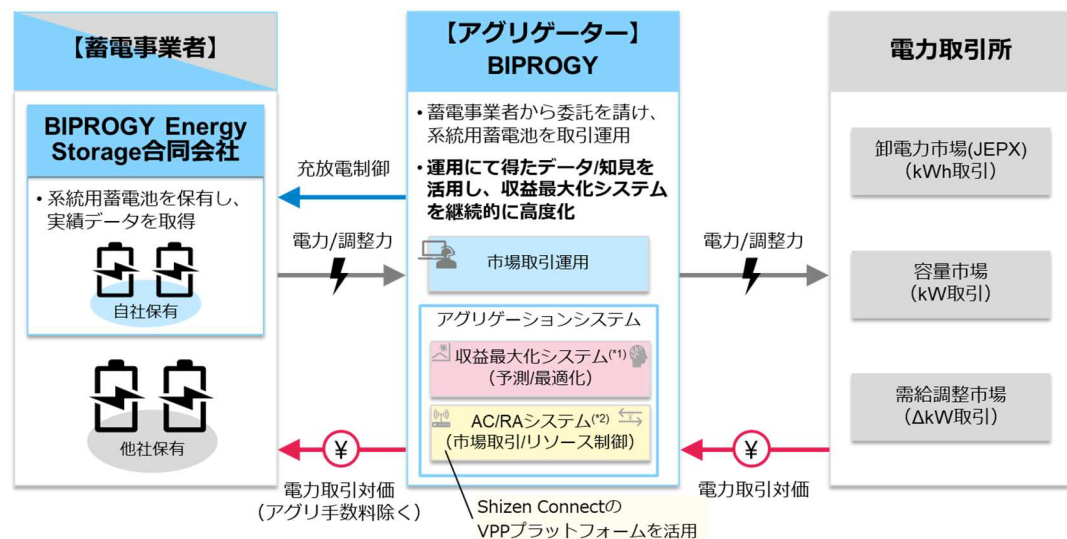 【蓄電事業者】
BIPROGY Energy
Storage合同会社
・系統用蓄電池を保有し、
実績データを取得
自社保有
他社保有
充放電制御
電力/調整力
¥
電力取引対価
（アグリ手数料除く）
【アグリゲーター】
BIPROGY
・蓄電事業者から委託を請け、
系統用蓄電池を取引運用
・運用にて得たデータ/知見を
活用し、収益最大化システム
を継続的に高度化
市場取引運用
アグリゲーションシステム
収益最大化システム(*1)
（予測/最適化）
AC/RAシステム(*2)
（市場取引/リソース制御）
Shizen Connectの
VPPプラットフォームを活用
電力/調整力
¥
電力取引対価
電力取引所
卸電力市場(JEPX)
（kWh取引）
容量市場
（kW取引）
需給調整市場
（ΔkW取引）